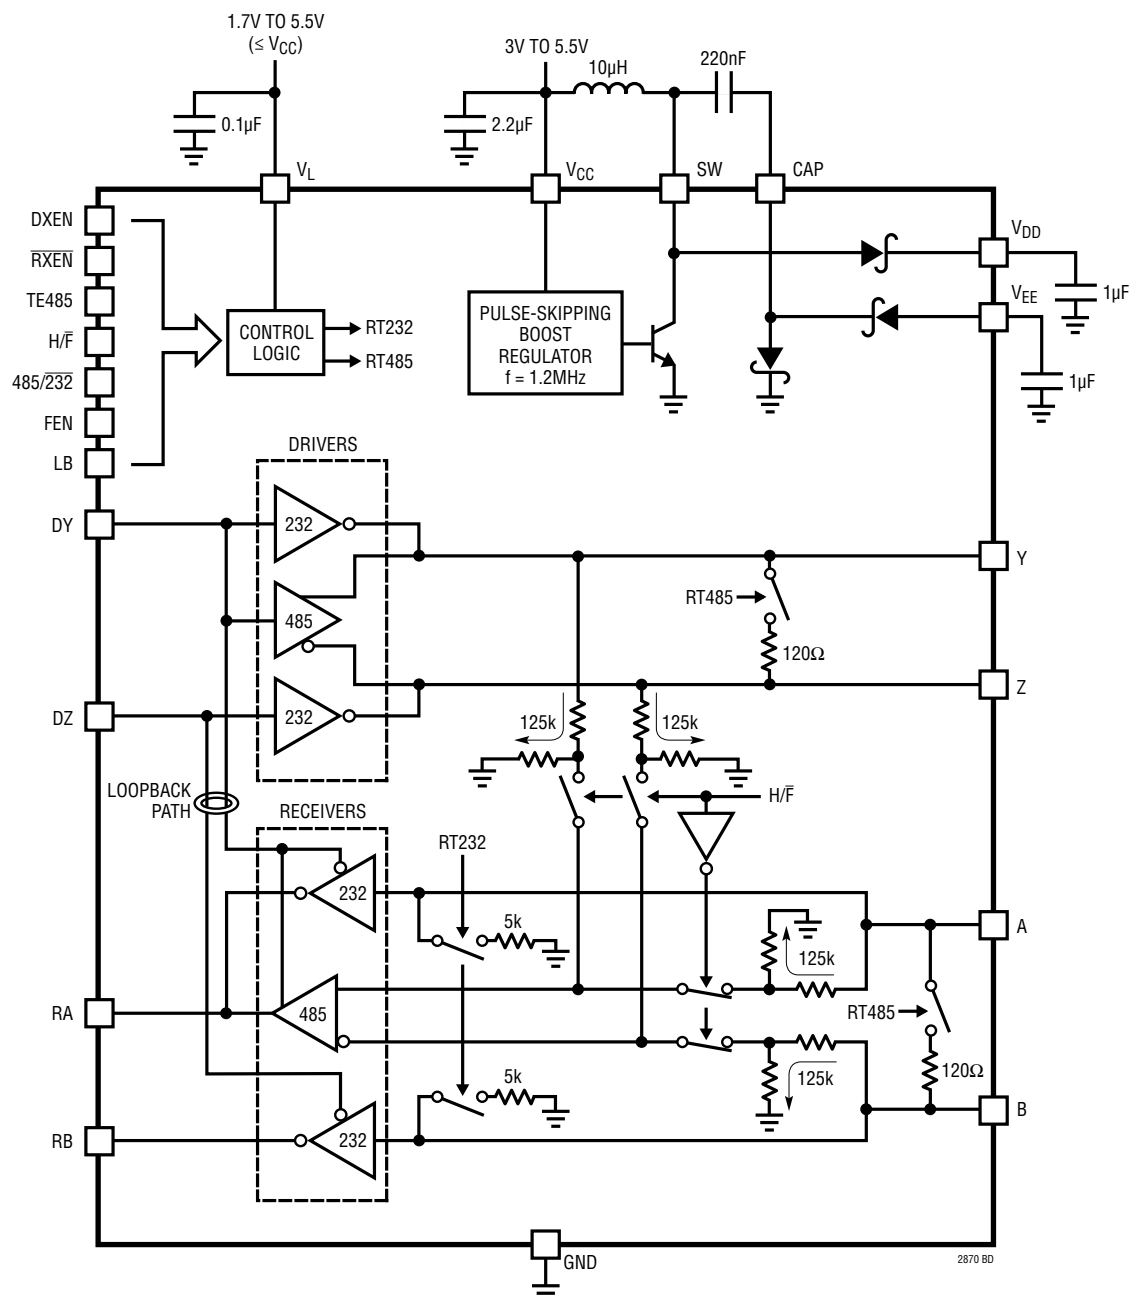 1.7V TO 5.5V
(≤ VCC)
3V TO 5.5V
10µH
220nF
0.1µF
2.2µF
VL
VCC
SW
CAP
DXEN
R̅X̅E̅N̅
TE485
H/F̅
485/2̅3̅2̅
FEN
LB
CONTROL
LOGIC
RT232
RT485
PULSE-SKIPPING
BOOST
REGULATOR
f = 1.2MHz
VDD
1µF
VEE
1µF
DRIVERS
DY
232
485
232
DZ
Y
RT485
120Ω
Z
125k
125k
H/F̅
LOOPBACK
PATH
RECEIVERS
RT232
232
5k
A
125k
RA
485
RT485
120Ω
125k
5k
B
RB
232
GND
2870 BD